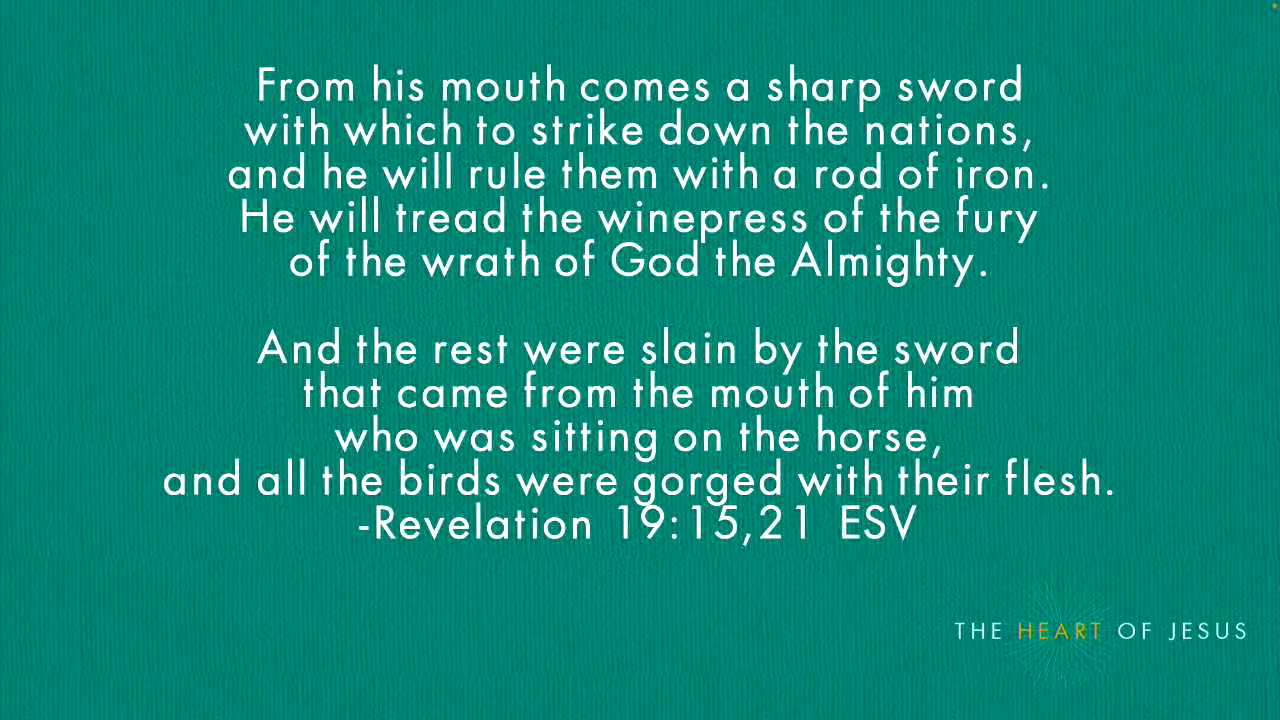 From his mouth comes a sharp sword
with which to strike down the nations,
and he will rule them with a rod of iron.
He will tread the winepress of the fury
of the wrath of God the Almighty.
And the rest were slain by the sword
that came from the mouth of him
who was sitting on the horse,
and all the birds were gorged with their flesh.
-Revelation 19:15,21 ESV
THE HEART OF JESUS